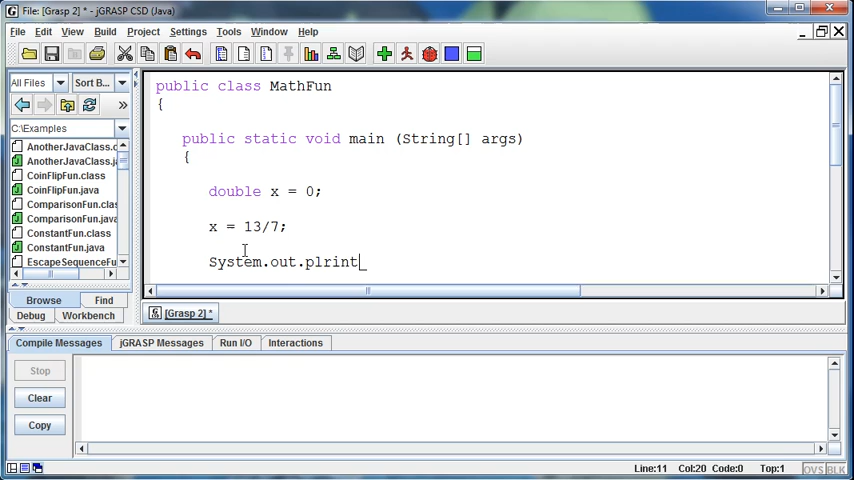 File: [Grasp 2] * - jGRASP CSD (Java)
File Edit View Build Project Settings Tools Window Help
All Files Sort B...
C:\Examples
AnotherJavaClass.c
AnotherJavaClass.ja
CoinFlipFun.class
CoinFlipFun.java
ComparisonFun.clas
ComparisonFun.java
ConstantFun.class
ConstantFun.java
EscapeSequenceFu
Browse Find
Debug Workbench
public class MathFun
{
public static void main (String[] args)
{
double x = 0;
x = 13/7;
System.out.plrint
[Grasp 2] *
Compile Messages jGRASP Messages Run I/O Interactions
Stop
Clear
Copy
Line:11 Col:20 Code:0 Top:1 OVS BLK